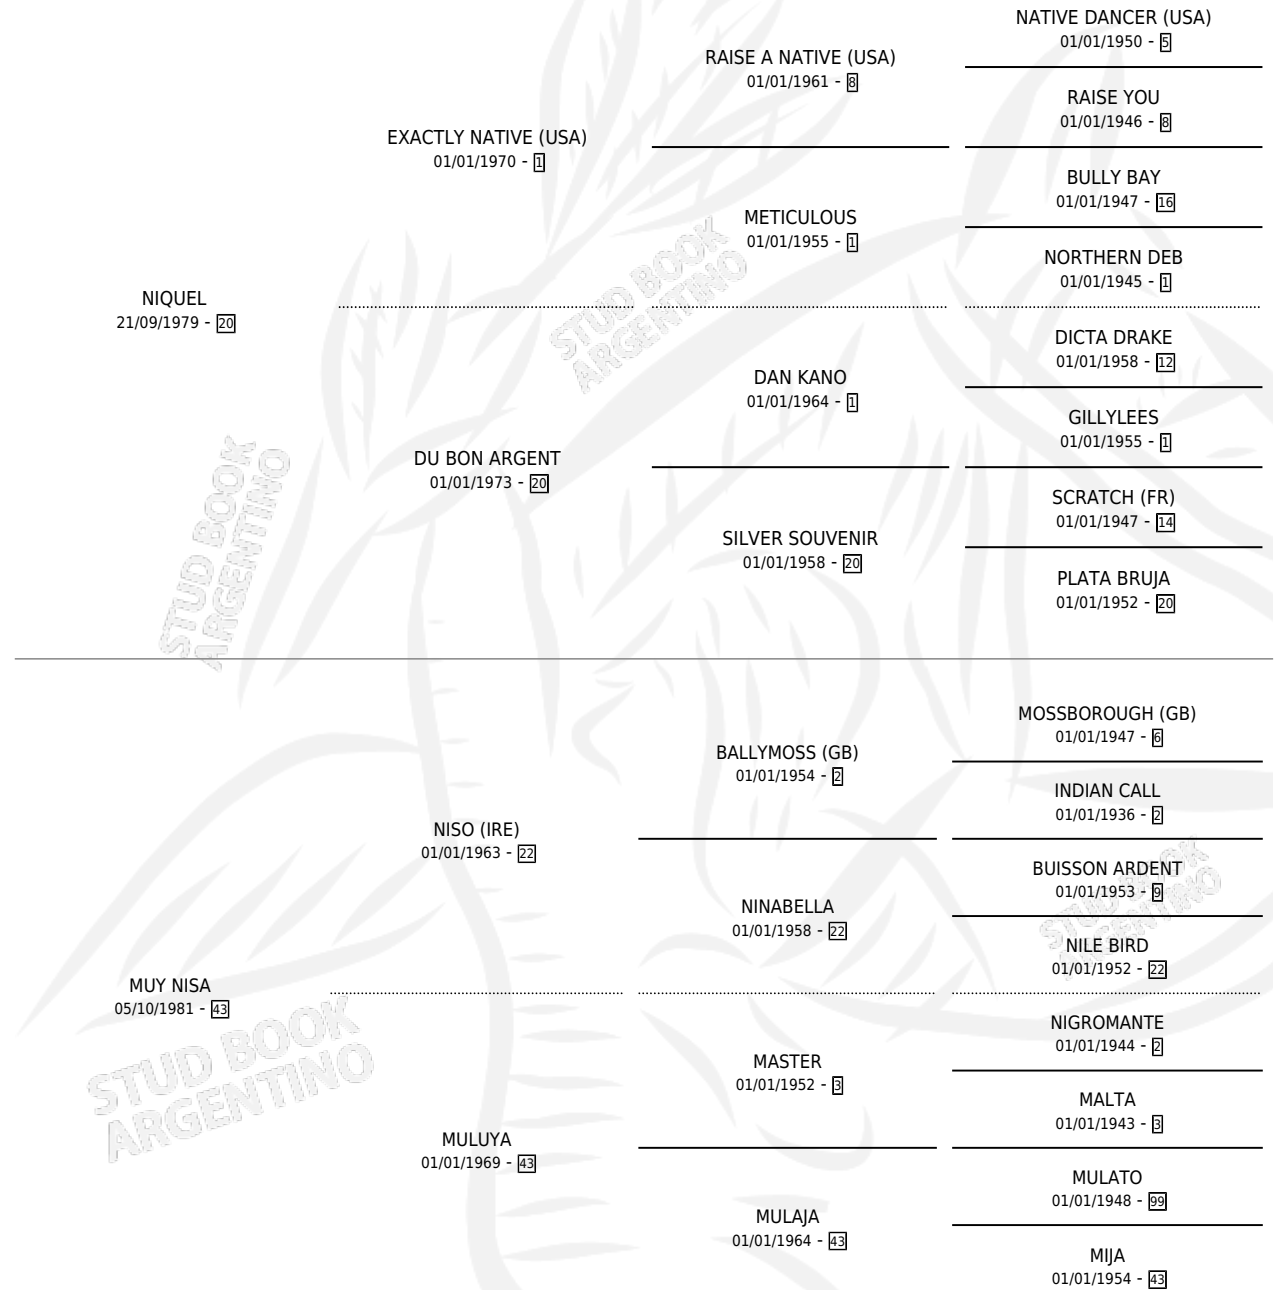 NATIVE DANCER (USA)
01/01/1950 - 5
RAISE A NATIVE (USA)
01/01/1961 - 8
RAISE YOU
01/01/1946 - 8
EXACTLY NATIVE (USA)
01/01/1970 - 1
BULLY BAY
01/01/1947 - 16
METICULOUS
01/01/1955 - 1
NORTHERN DEB
01/01/1945 - 1
NIQUEL
21/09/1979 - 20
DICTA DRAKE
01/01/1958 - 12
DAN KANO
01/01/1964 - 1
GILLYLEES
01/01/1955 - 1
DU BON ARGENT
01/01/1973 - 20
SCRATCH (FR)
01/01/1947 - 14
SILVER SOUVENIR
01/01/1958 - 20
PLATA BRUJA
01/01/1952 - 20
MOSSBOROUGH (GB)
01/01/1947 - 6
BALLYMOSS (GB)
01/01/1954 - 2
INDIAN CALL
01/01/1936 - 2
NISO (IRE)
01/01/1963 - 22
BUISSON ARDENT
01/01/1953 - 9
NINABELLA
01/01/1958 - 22
NILE BIRD
01/01/1952 - 22
MUY NISA
05/10/1981 - 43
NIGROMANTE
01/01/1944 - 2
MASTER
01/01/1952 - 3
MALTA
01/01/1943 - 3
MULUYA
01/01/1969 - 43
MULATO
01/01/1948 - 99
MULAJA
01/01/1964 - 43
MIJA
01/01/1954 - 43
STUD BOOK
ARGENTINO
STUD BOOK
ARGENTINO
STUD BOOK
ARGENTINO
STUD BOOK
ARGENTINO